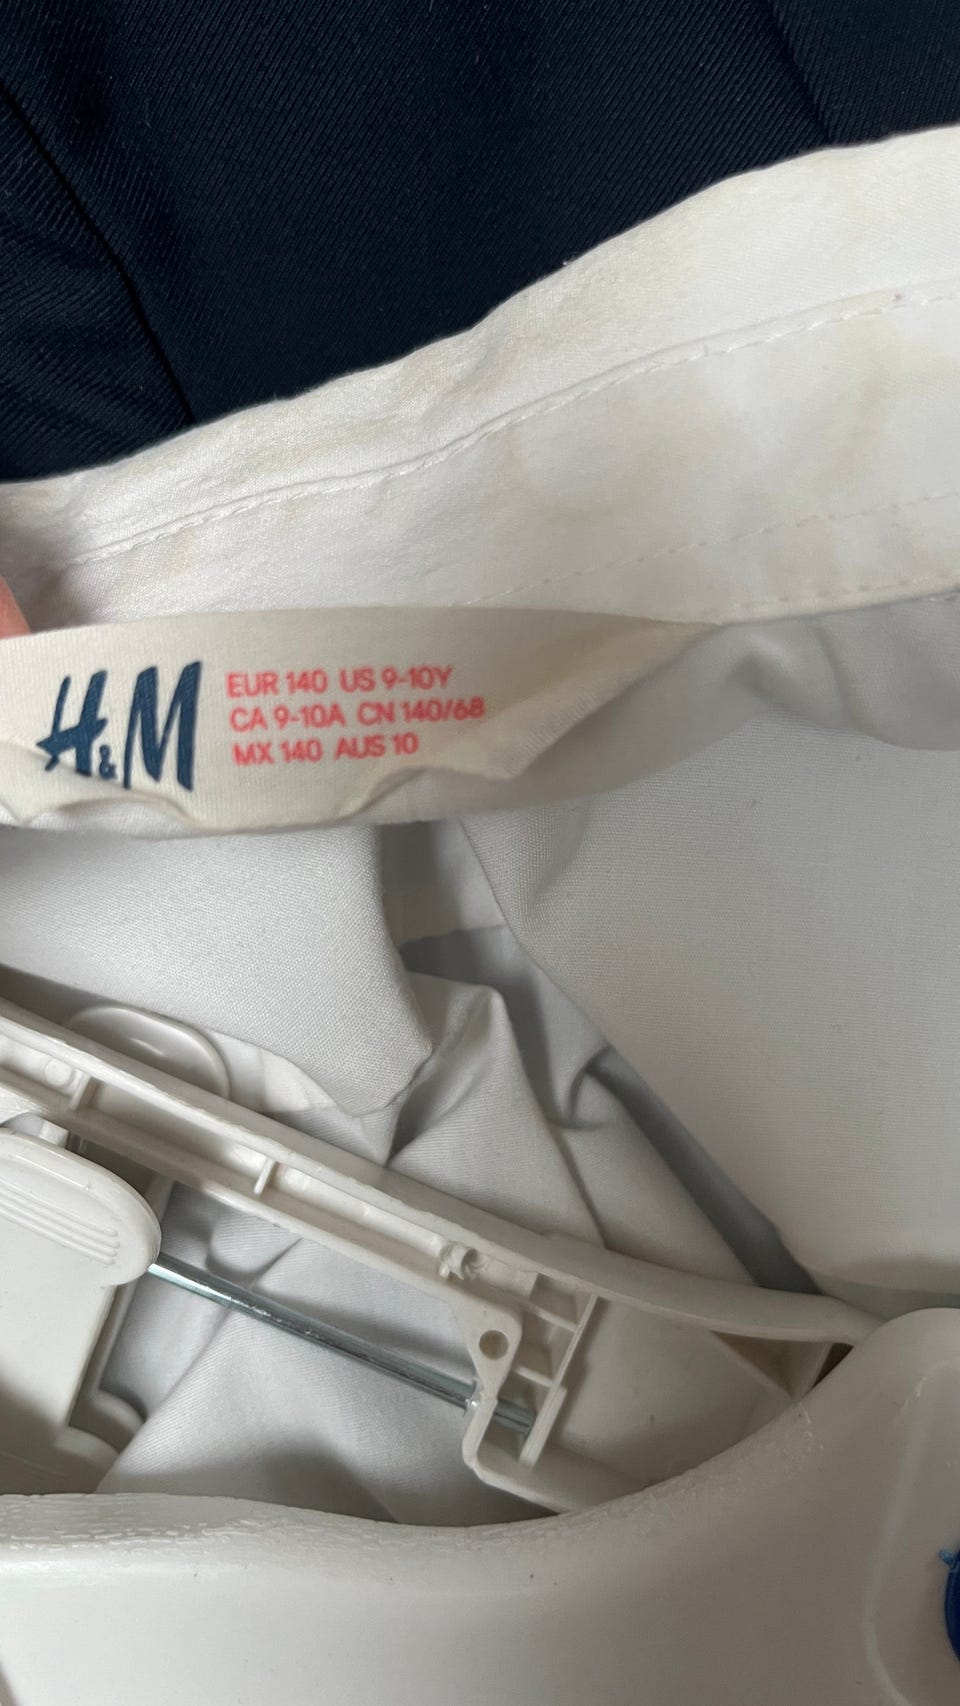 H&M
EUR 140 US 9-10Y
CA 9-10A CN 140/68
MX 140 AUS 10